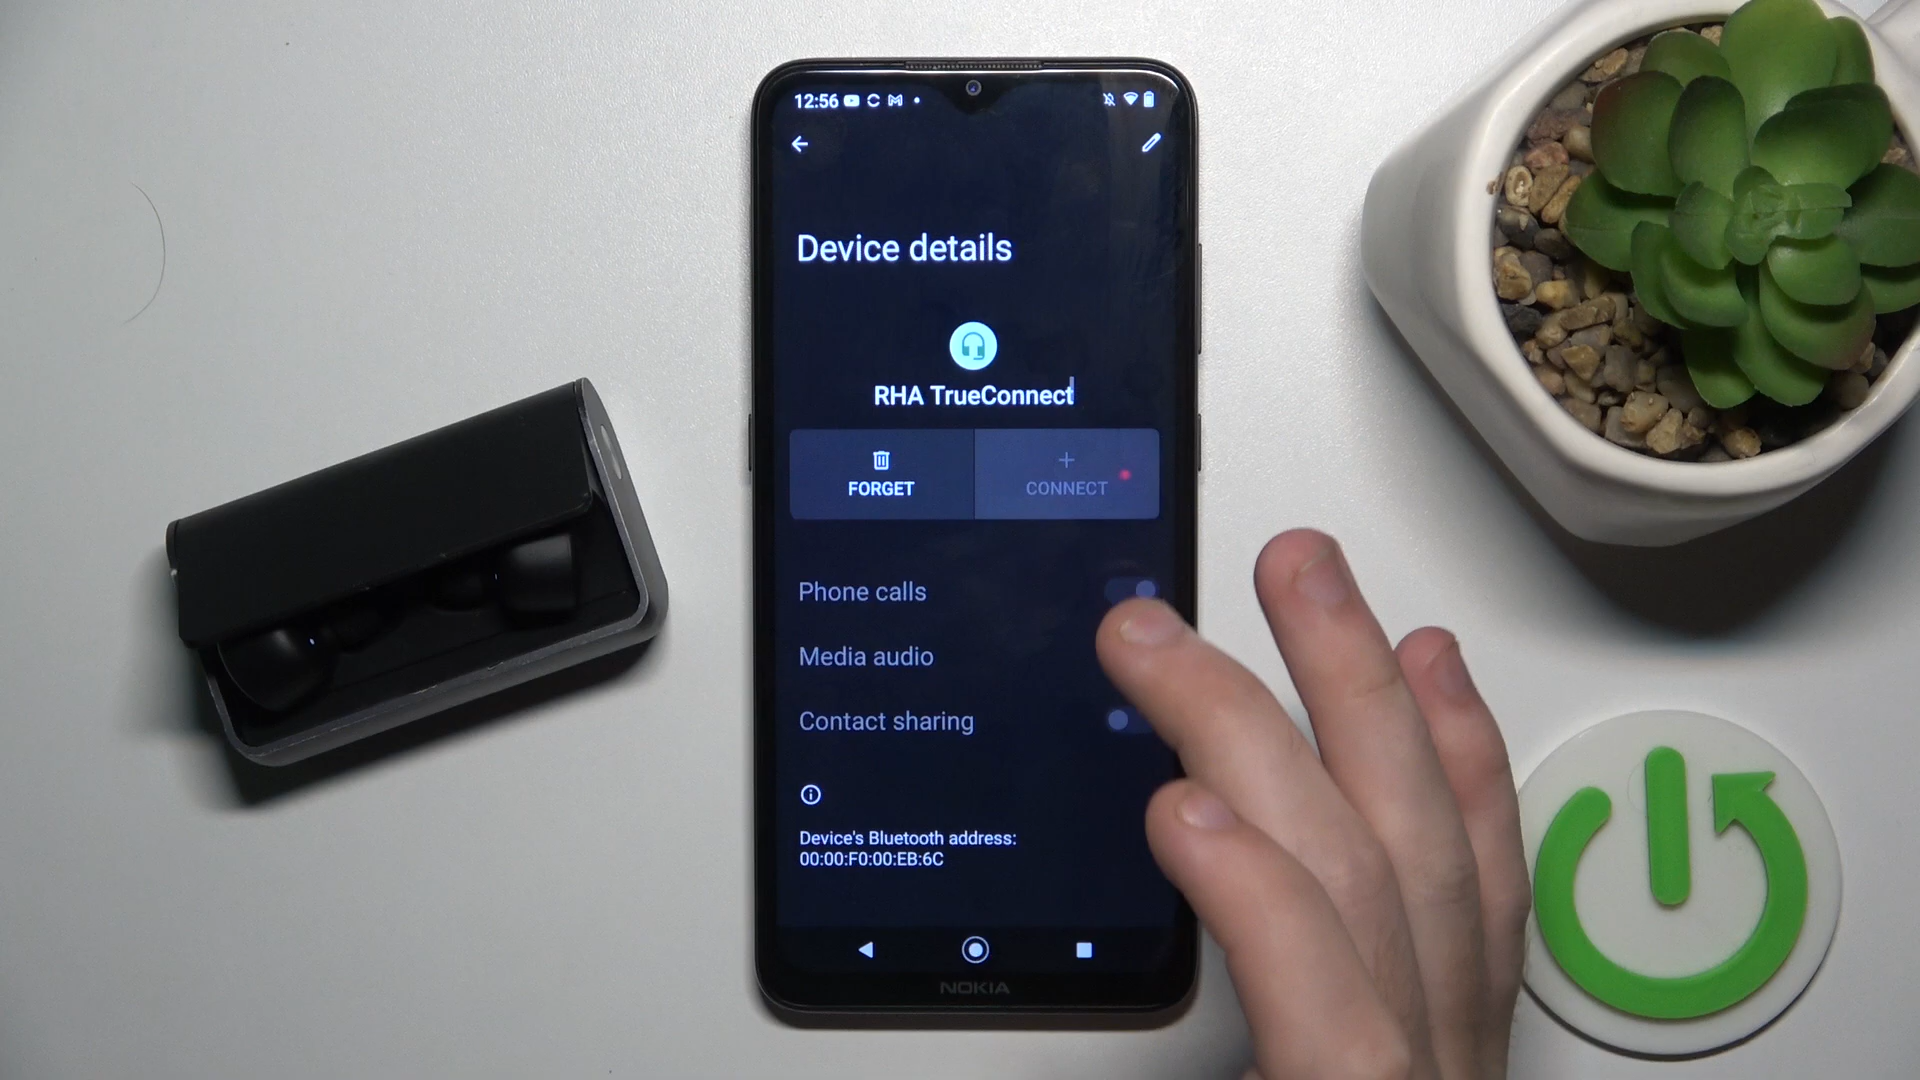 12:56
Device details
RHA TrueConnect
FORGET
CONNECT
Phone calls
Media audio
Contact sharing
Device's Bluetooth address:
00:00:F0:00:EB:6C
NOKIA